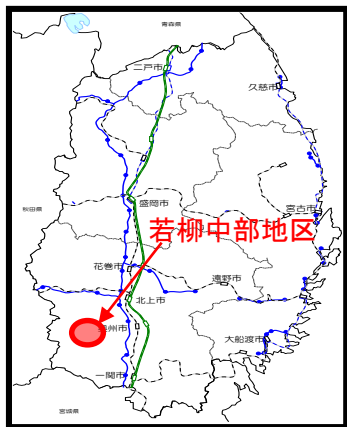 青森県
二戸市
久慈市
盛岡市
秋田県
宮古市
若柳中部地区
花巻市
遠野市
北上市
奥州市
大船渡市
一関市
宮城県